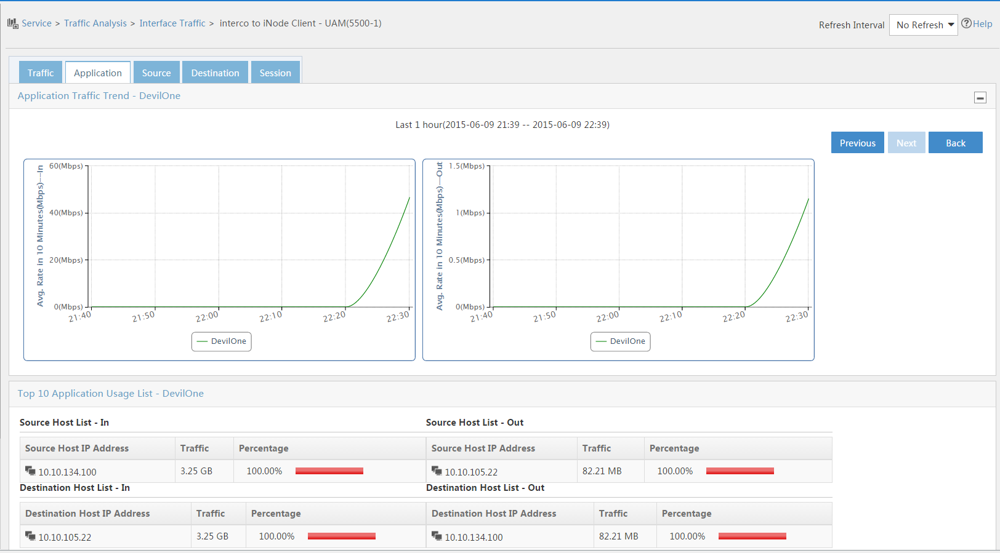 Service > Traffic Analysis > Interface Traffic > interco to iNode Client - UAM(5500-1)
Refresh Interval No Refresh Help
Traffic Application Source Destination Session
Application Traffic Trend - DevilOne
Last 1 hour(2015-06-09 21:39 -- 2015-06-09 22:39)
Previous Next Back
Avg. Rate in 10 Minutes(Mbps)—In
60(Mbps)
40(Mbps)
20(Mbps)
0(Mbps)
21:40 21:50 22:00 22:10 22:20 22:30
DevilOne
Avg. Rate in 10 Minutes(Mbps)—Out
1.5(Mbps)
1(Mbps)
0.5(Mbps)
0(Mbps)
21:40 21:50 22:00 22:10 22:20 22:30
DevilOne
Top 10 Application Usage List - DevilOne
Source Host List - In
Source Host IP Address Traffic Percentage
10.10.134.100 3.25 GB 100.00%
Source Host List - Out
Source Host IP Address Traffic Percentage
10.10.105.22 82.21 MB 100.00%
Destination Host List - In
Destination Host IP Address Traffic Percentage
10.10.105.22 3.25 GB 100.00%
Destination Host List - Out
Destination Host IP Address Traffic Percentage
10.10.134.100 82.21 MB 100.00%